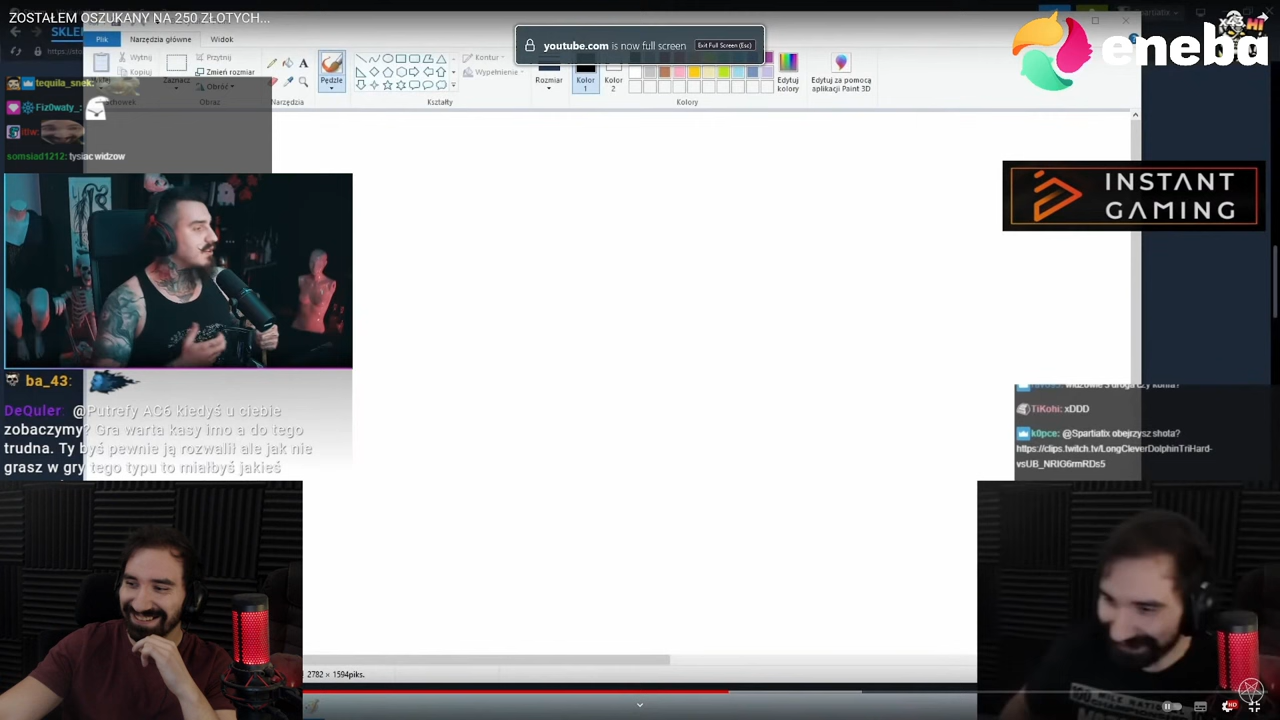 ZOSTAŁEM OSZUKANY NA 250 ZŁOTYCH...
SKLEP
youtube.com is now full screen
Exit Full Screen (Esc)
eneba
Plik
Narzędzia główne
Widok
Wytnij
Kopiuj
Zaznacz
Przytnij
Zmień rozmiar
Obróć
Pędzle
Kontur
Wypełnienie
Rozmiar
Kolor
1
Kolor
2
Edytuj
kolory
Edytuj za pomocą
aplikacji Paint 3D
Obraz
Narzędzia
Kształty
Kolory
tequila_snek:
Fiz0waty_:
somsiad1212: tysiac widzow
INSTANT
GAMING
ba_43:
DeQuler: @Putrefy AC6 kiedyś u ciebie
zobaczymy? Gra warta kasy imo a do tego
trudna. Ty byś pewnie ją rozwalił ale jak nie
grasz w gry tego typu to miałbyś jakieś
TiKohi: xDDD
k0pce: @Spartiatix obejrzysz shota?
https://clips.twitch.tv/LongCleverDolphinTriHard-
vsUB_NRIG6rmRDs5
2782 × 1594piks.
HD